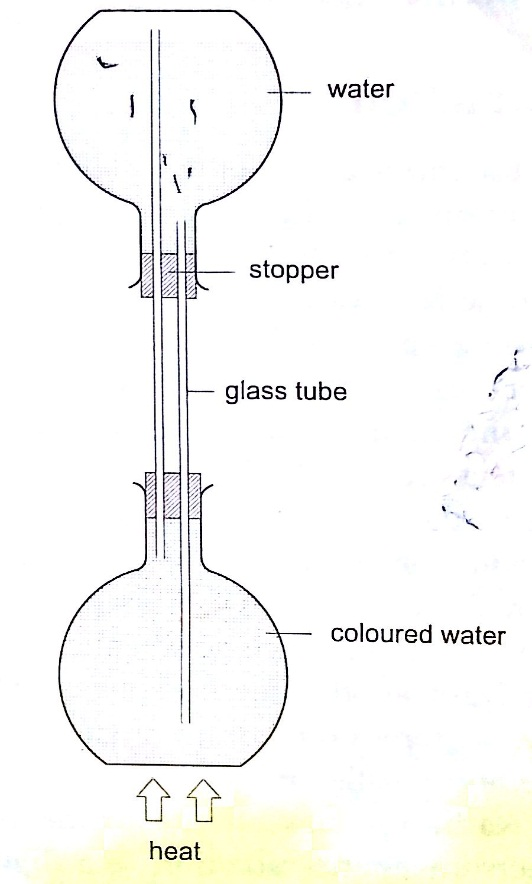 water
stopper
glass tube
coloured water
heat